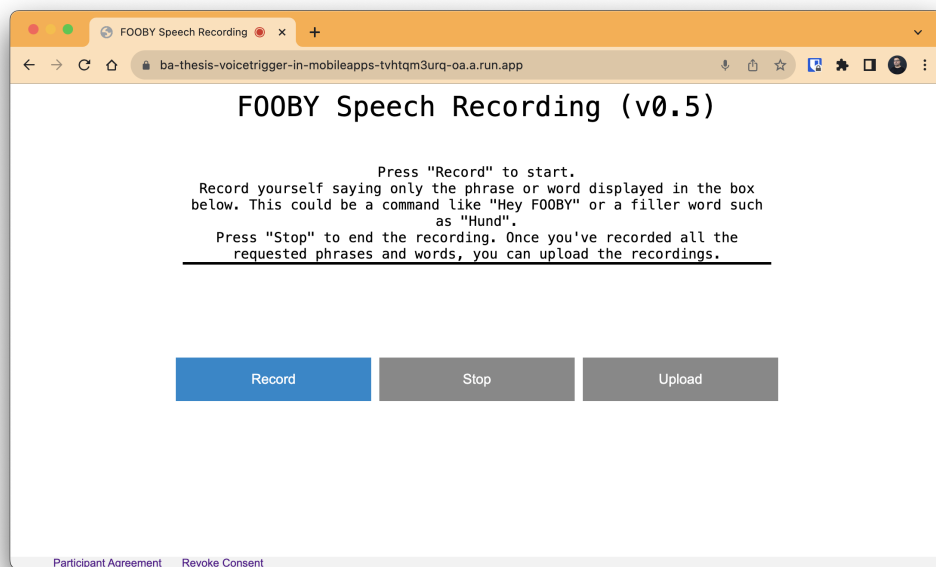 FOOBY Speech Recording
ba-thesis-voicetrigger-in-mobileapps-tvhtqm3urq-oa.a.run.app
FOOBY Speech Recording (v0.5)
Press "Record" to start.
Record yourself saying only the phrase or word displayed in the box
below. This could be a command like "Hey FOOBY" or a filler word such
as "Hund".
Press "Stop" to end the recording. Once you've recorded all the
requested phrases and words, you can upload the recordings.
Record Stop Upload
Participant Agreement Revoke Consent